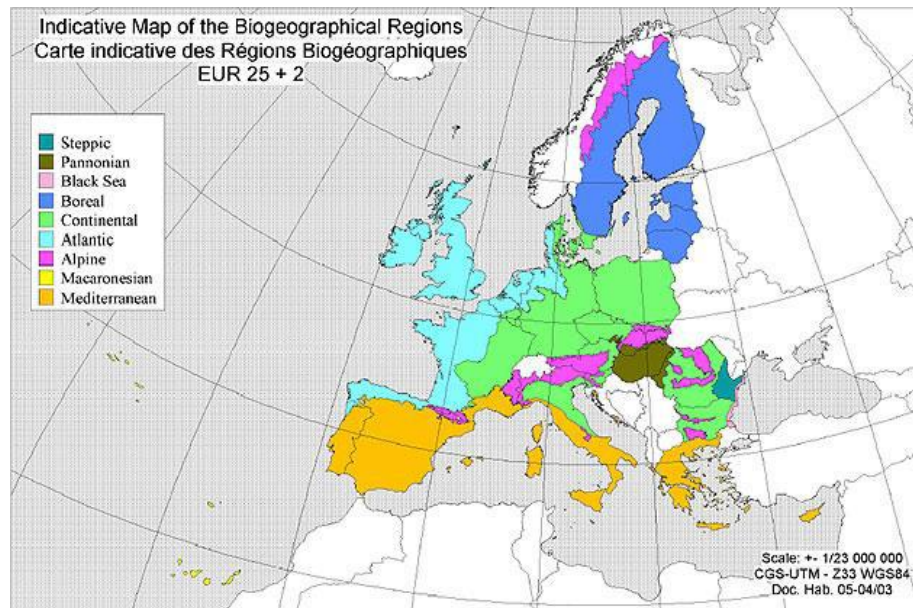 Indicative Map of the Biogeographical Regions
Carte indicative des Régions Biogéographiques
EUR 25 + 2
Steppic
Pannonian
Black Sea
Boreal
Continental
Atlantic
Alpine
Macaronesian
Mediterranean
Scale: +- 1/23 000 000
CGS-UTM - Z33 WGS84
Doc. Hab. 05-04/03